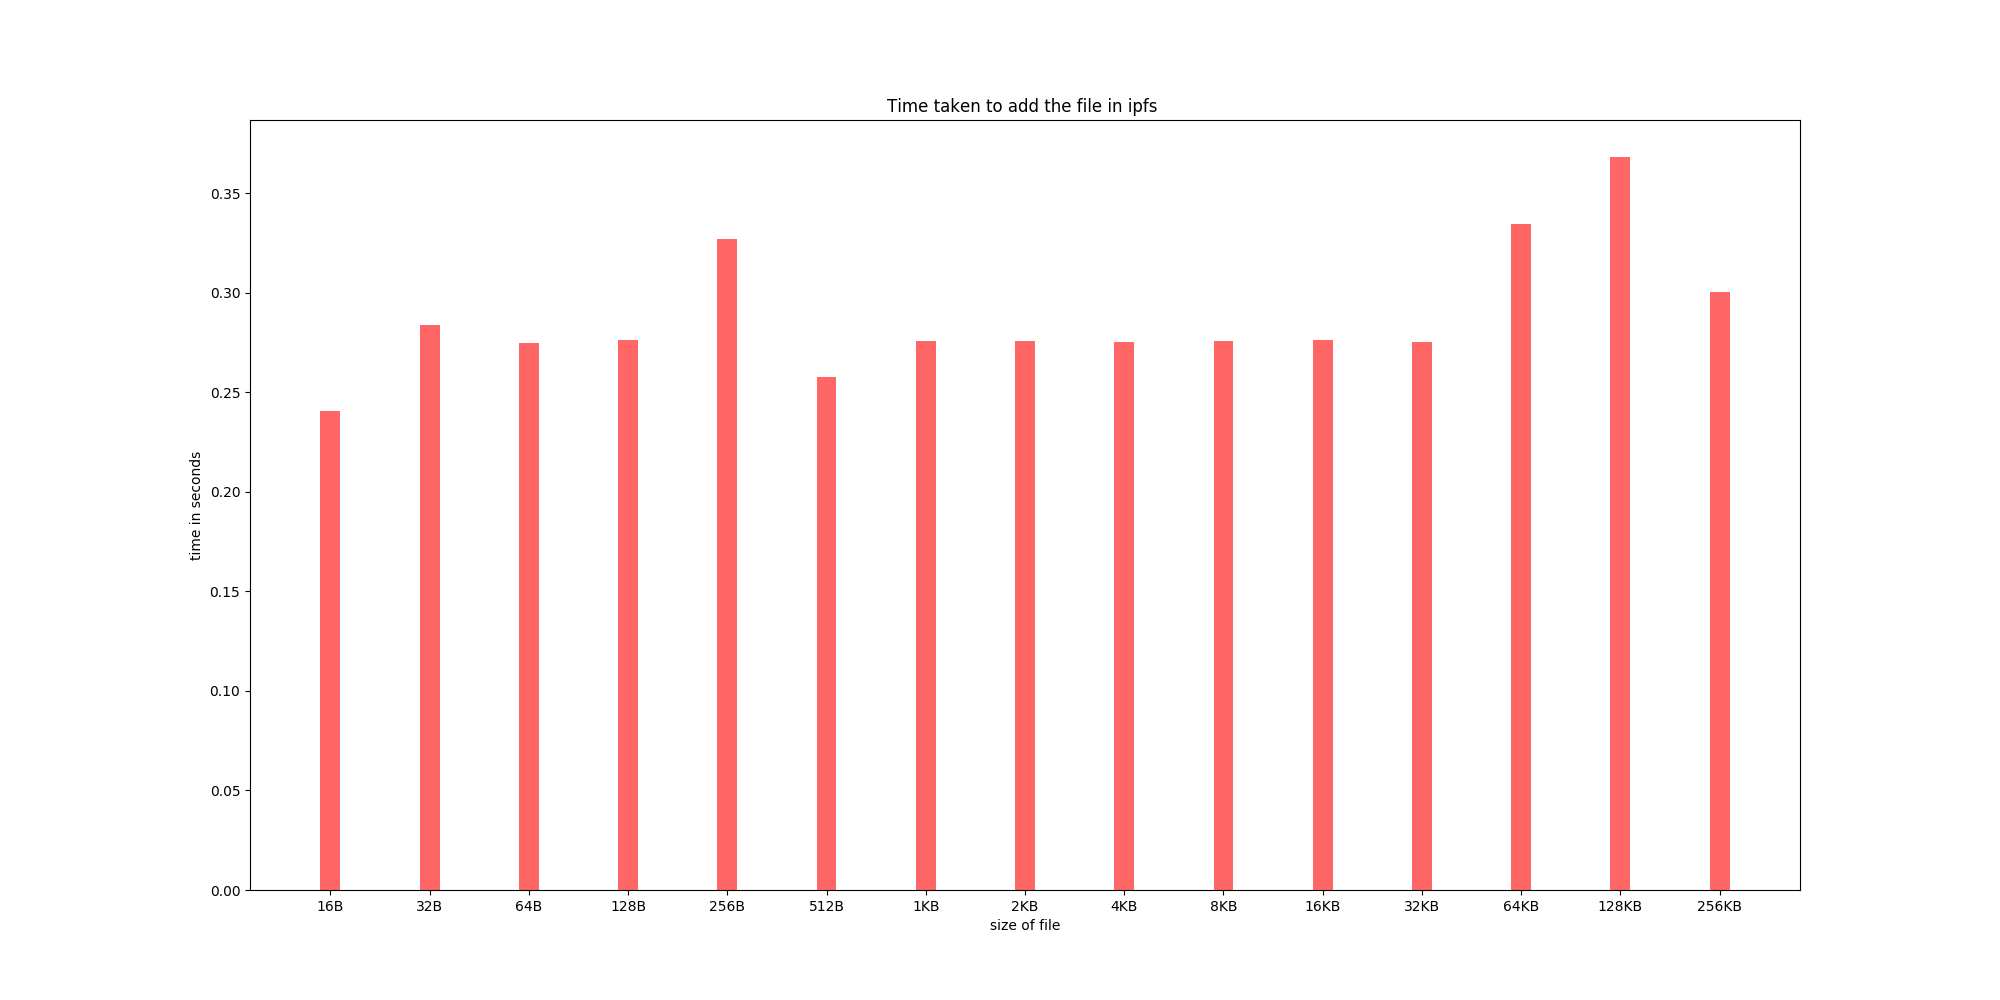 Time taken to add the file in ipfs
time in seconds
0.35
0.30
0.25
0.20
0.15
0.10
0.05
0.00
16B 32B 64B 128B 256B 512B 1KB 2KB 4KB 8KB 16KB 32KB 64KB 128KB 256KB
size of file